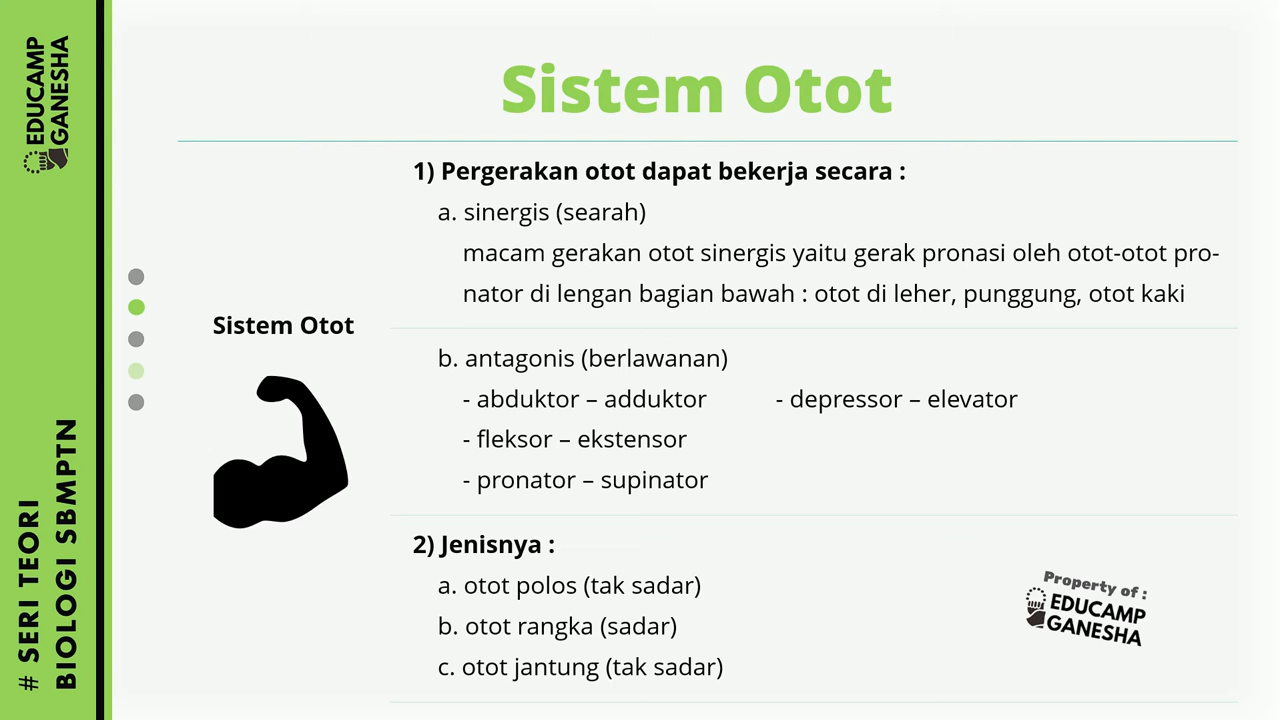 EDUCAMP
GANESHA
# SERI TEORI
BIOLOGI SBMPTN
Sistem Otot
Sistem Otot
1) Pergerakan otot dapat bekerja secara :
a. sinergis (searah)
macam gerakan otot sinergis yaitu gerak pronasi oleh otot-otot pro-
nator di lengan bagian bawah : otot di leher, punggung, otot kaki
b. antagonis (berlawanan)
- abduktor – adduktor - depressor – elevator
- fleksor – ekstensor
- pronator – supinator
2) Jenisnya :
a. otot polos (tak sadar)
b. otot rangka (sadar)
c. otot jantung (tak sadar)
Property of :
EDUCAMP
GANESHA